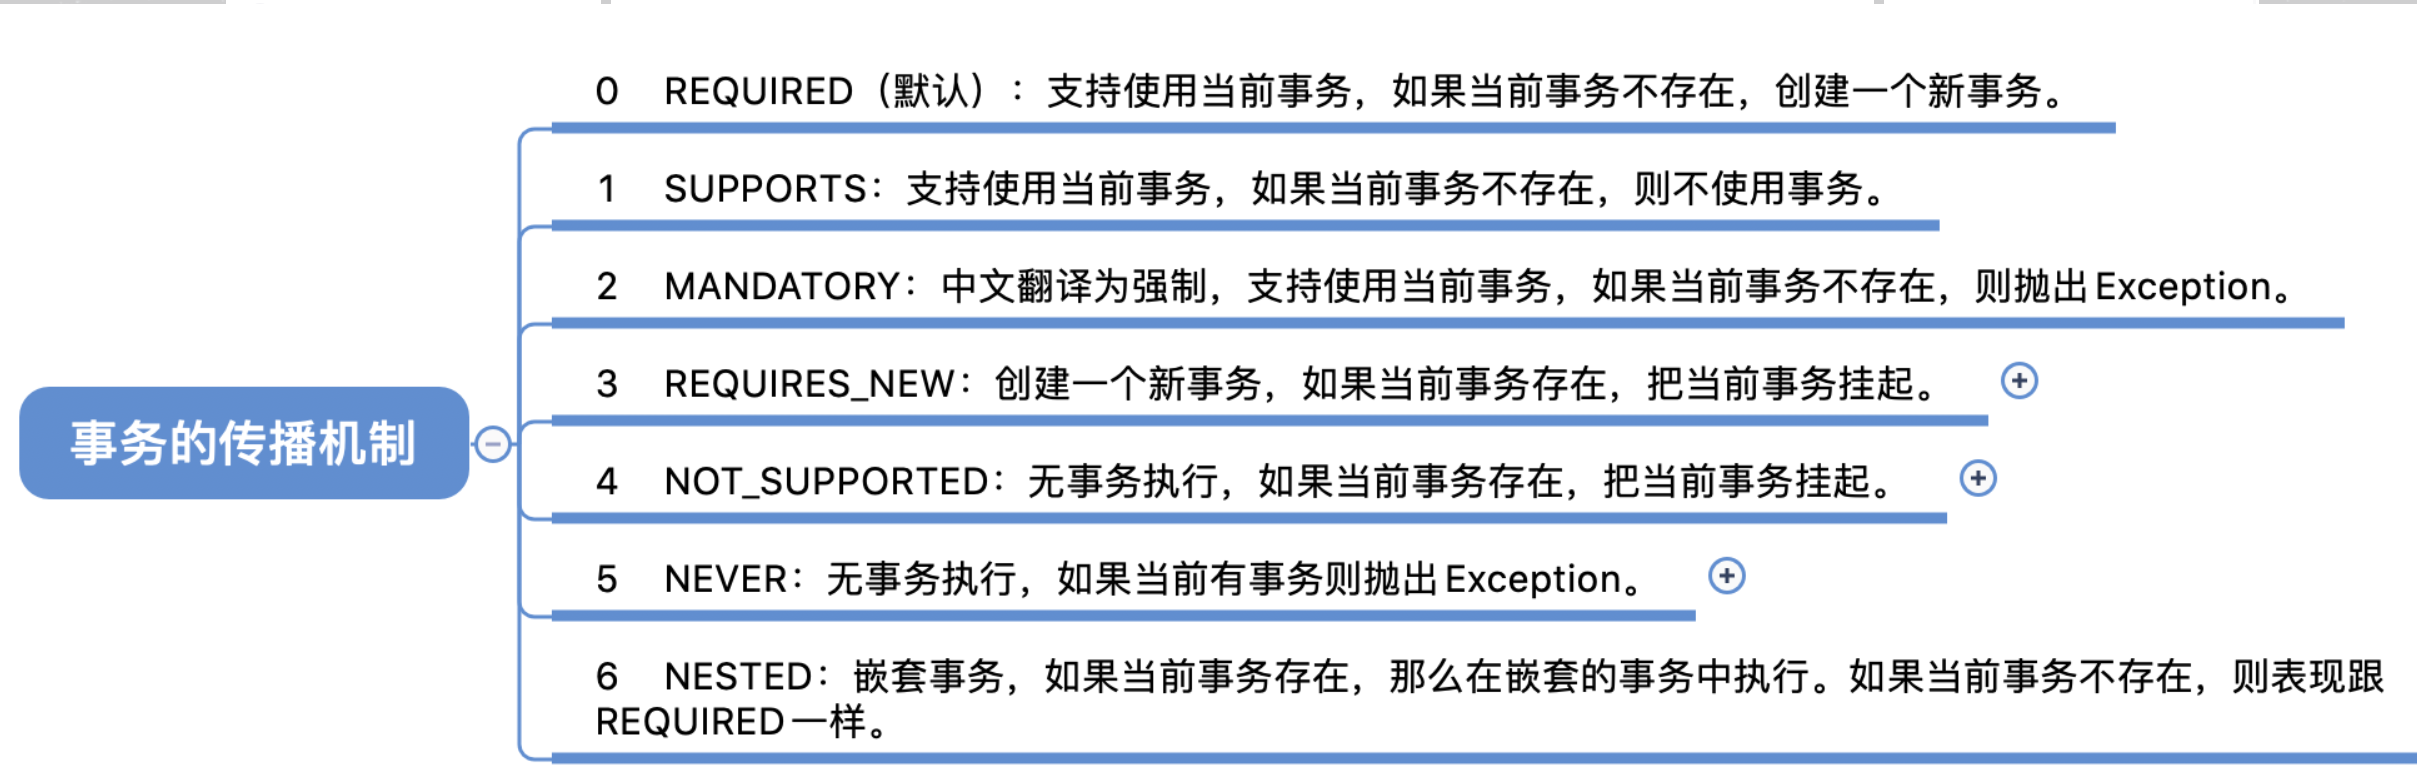 0 REQUIRED（默认）：支持使用当前事务，如果当前事务不存在，创建一个新事务。
1 SUPPORTS：支持使用当前事务，如果当前事务不存在，则不使用事务。
2 MANDATORY：中文翻译为强制，支持使用当前事务，如果当前事务不存在，则抛出Exception。
3 REQUIRES_NEW：创建一个新事务，如果当前事务存在，把当前事务挂起。
事务的传播机制
4 NOT_SUPPORTED：无事务执行，如果当前事务存在，把当前事务挂起。
5 NEVER：无事务执行，如果当前有事务则抛出Exception。
6 NESTED：嵌套事务，如果当前事务存在，那么在嵌套的事务中执行。如果当前事务不存在，则表现跟
REQUIRED一样。